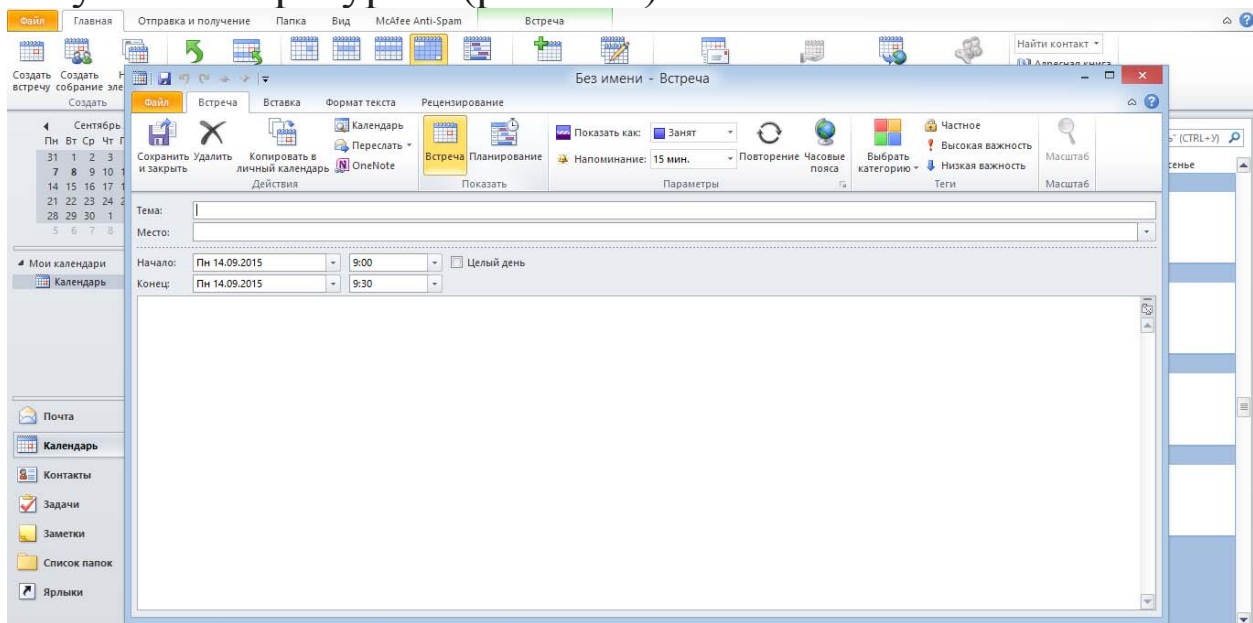 Файл Главная Отправка и получение Папка Вид McAfee Anti-Spam Встреча
Создать встречу Создать собрание Найти контакт
Создать
Без имени - Встреча
Файл Встреча Вставка Формат текста Рецензирование
Сохранить и закрыть Удалить Копировать в личный календарь Календарь Переслать OneNote
Действия
Встреча Планирование
Показать
Показать как: Занят
Напоминание: 15 мин.
Повторение Часовые пояса
Параметры
Выбрать категорию Частное Высокая важность Низкая важность
Теги
Масштаб
Масштаб
Тема:
Место:
Начало: Пн 14.09.2015 9:00 Целый день
Конец: Пн 14.09.2015 9:30
Сентябрь
Пн Вт Ср Чт
31 1 2 3
7 8 9 10
14 15 16 17
21 22 23 24
28 29 30 1
5 6 7 8
Мои календари
Календарь
Почта
Календарь
Контакты
Задачи
Заметки
Список папок
Ярлыки
(CTRL+У)